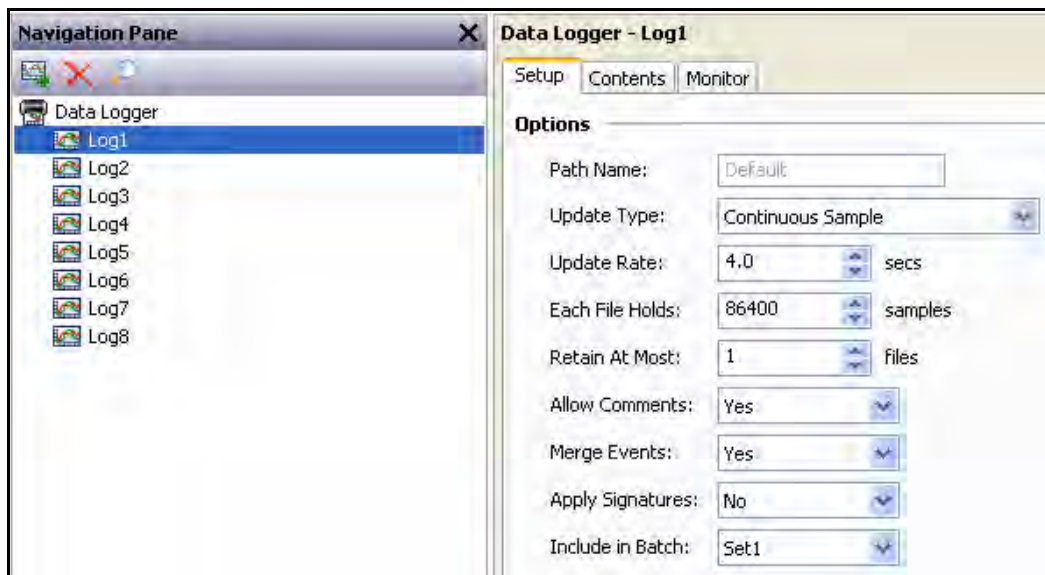 Navigation Pane
Data Logger
Log1
Log2
Log3
Log4
Log5
Log6
Log7
Log8
Data Logger - Log1
Setup Contents Monitor
Options
Path Name: Default
Update Type: Continuous Sample
Update Rate: 4.0 secs
Each File Holds: 86400 samples
Retain At Most: 1 files
Allow Comments: Yes
Merge Events: Yes
Apply Signatures: No
Include in Batch: Set1